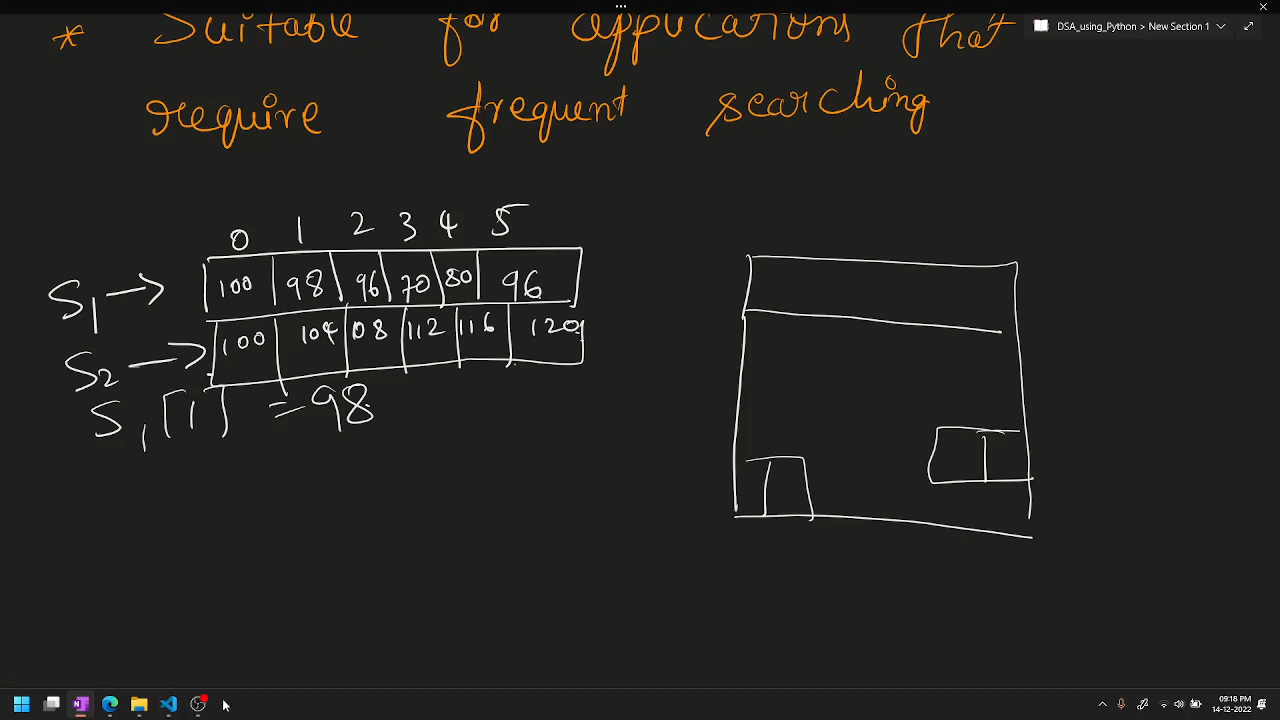 DSA_using_Python > New Section 1
* Suitable for applications that
require frequent searching
0 1 2 3 4 5
S1 → 100 98 96 70 80 96
S2 → 100 104 108 112 116 120
S1[1] = 98
09:18 PM
14-12-2022